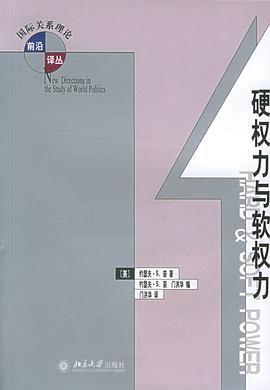 国际关系理论
前沿
译丛
New Directions in
the Study of World Politics
硬权力与软权力
HARD & SOFT POWER
[美] 约瑟夫·S.奈 著
约瑟夫·S.奈 门洪华 编
门洪华 译
北京大学出版社